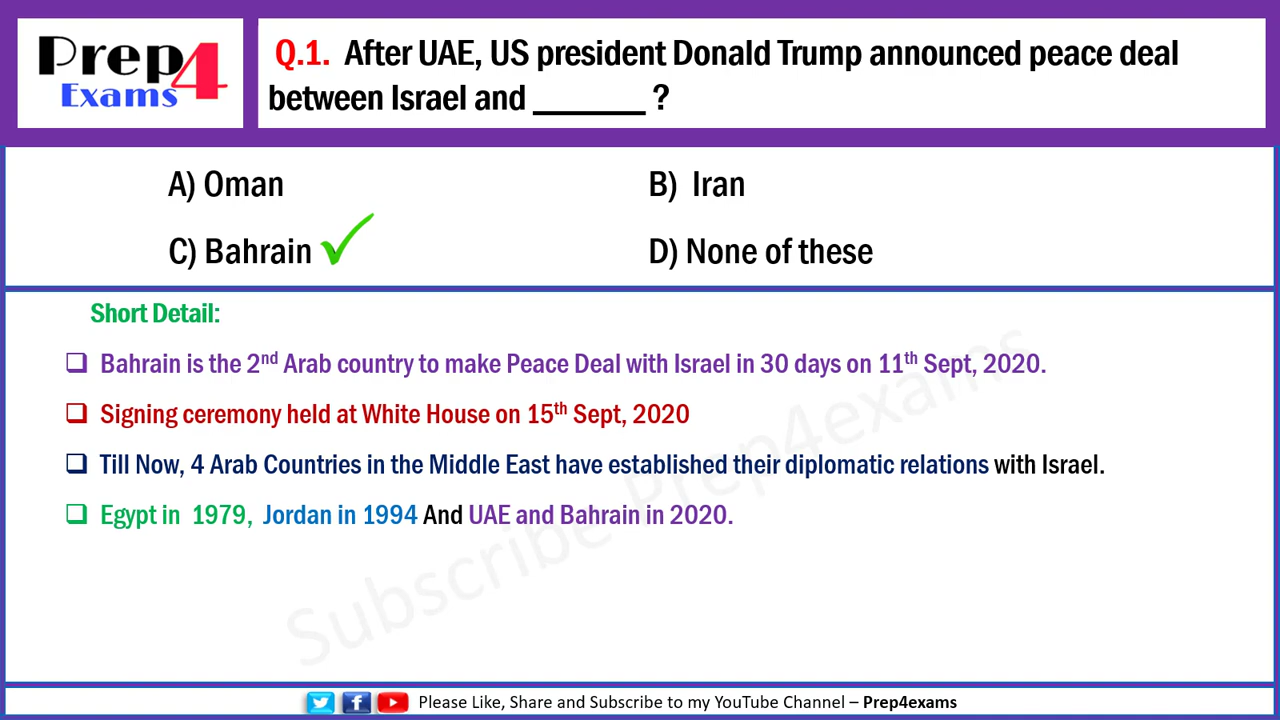 Prep4
Exams
Q.1. After UAE, US president Donald Trump announced peace deal
between Israel and ________ ?
A) Oman
B) Iran
C) Bahrain
D) None of these
Short Detail:
Bahrain is the 2nd Arab country to make Peace Deal with Israel in 30 days on 11th Sept, 2020.
Signing ceremony held at White House on 15th Sept, 2020
Till Now, 4 Arab Countries in the Middle East have established their diplomatic relations with Israel.
Egypt in 1979, Jordan in 1994 And UAE and Bahrain in 2020.
Subscribe Prep4exams
Please Like, Share and Subscribe to my YouTube Channel – Prep4exams